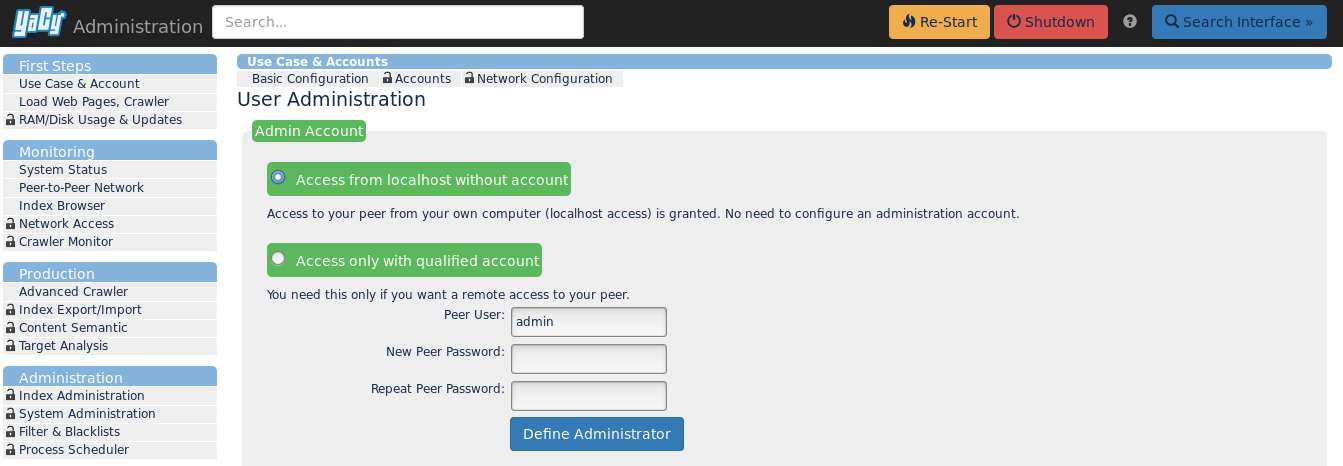 YaCy Administration Search... Re-Start Shutdown Search Interface »
First Steps
Use Case & Account
Load Web Pages, Crawler
RAM/Disk Usage & Updates
Monitoring
System Status
Peer-to-Peer Network
Index Browser
Network Access
Crawler Monitor
Production
Advanced Crawler
Index Export/Import
Content Semantic
Target Analysis
Administration
Index Administration
System Administration
Filter & Blacklists
Process Scheduler
Use Case & Accounts
Basic Configuration Accounts Network Configuration
User Administration
Admin Account
Access from localhost without account
Access to your peer from your own computer (localhost access) is granted. No need to configure an administration account.
Access only with qualified account
You need this only if you want a remote access to your peer.
Peer User: admin
New Peer Password:
Repeat Peer Password:
Define Administrator